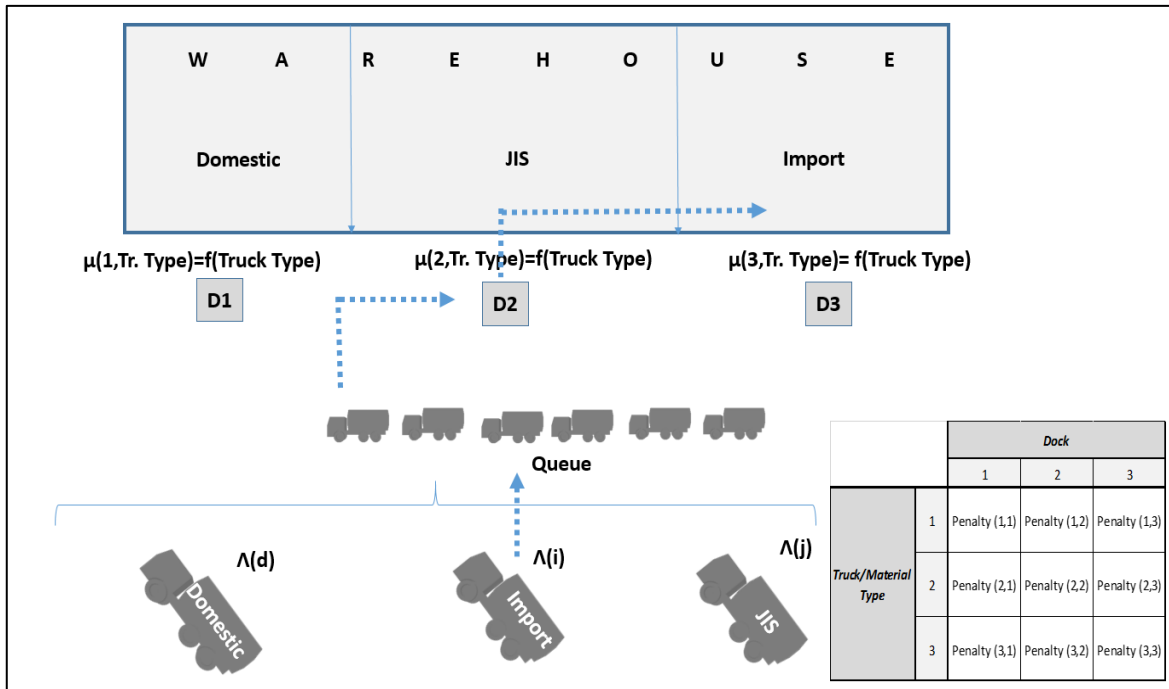 W A R E H O U S E
Domestic JIS Import
μ(1,Tr. Type)=f(Truck Type) μ(2,Tr. Type)=f(Truck Type) μ(3,Tr. Type)= f(Truck Type)
D1 D2 D3
Queue
Λ(d) Λ(i) Λ(j)
Domestic Import JIS
Dock
1 2 3
Truck/Material Type
1 Penalty (1,1) Penalty (1,2) Penalty (1,3)
2 Penalty (2,1) Penalty (2,2) Penalty (2,3)
3 Penalty (3,1) Penalty (3,2) Penalty (3,3)